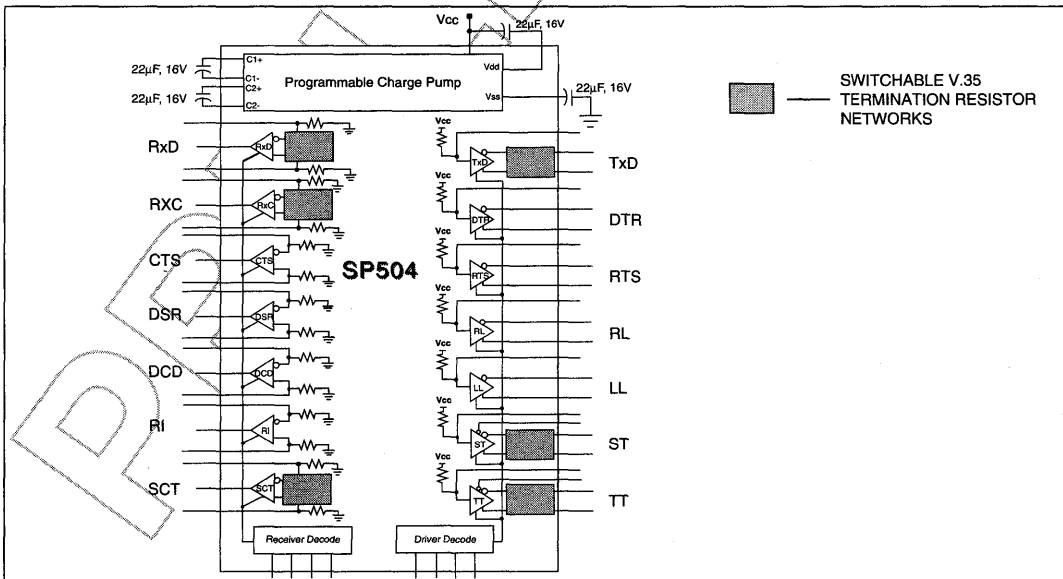 Vcc
22µF, 16V
C1+
22µF, 16V
C1-
C2+
22µF, 16V
C2-
Programmable Charge Pump
Vdd
Vss
22µF, 16V
SWITCHABLE V.35
TERMINATION RESISTOR
NETWORKS
RxD
RxD
Vcc
TxD
TxD
RXC
RxC
Vcc
DTR
DTR
CTS
CTS
SP504
Vcc
RTS
RTS
DSR
DSR
Vcc
RL
RL
DCD
DCD
Vcc
LL
LL
RI
RI
Vcc
ST
ST
SCT
SCT
Vcc
TT
TT
Receiver Decode
Driver Decode